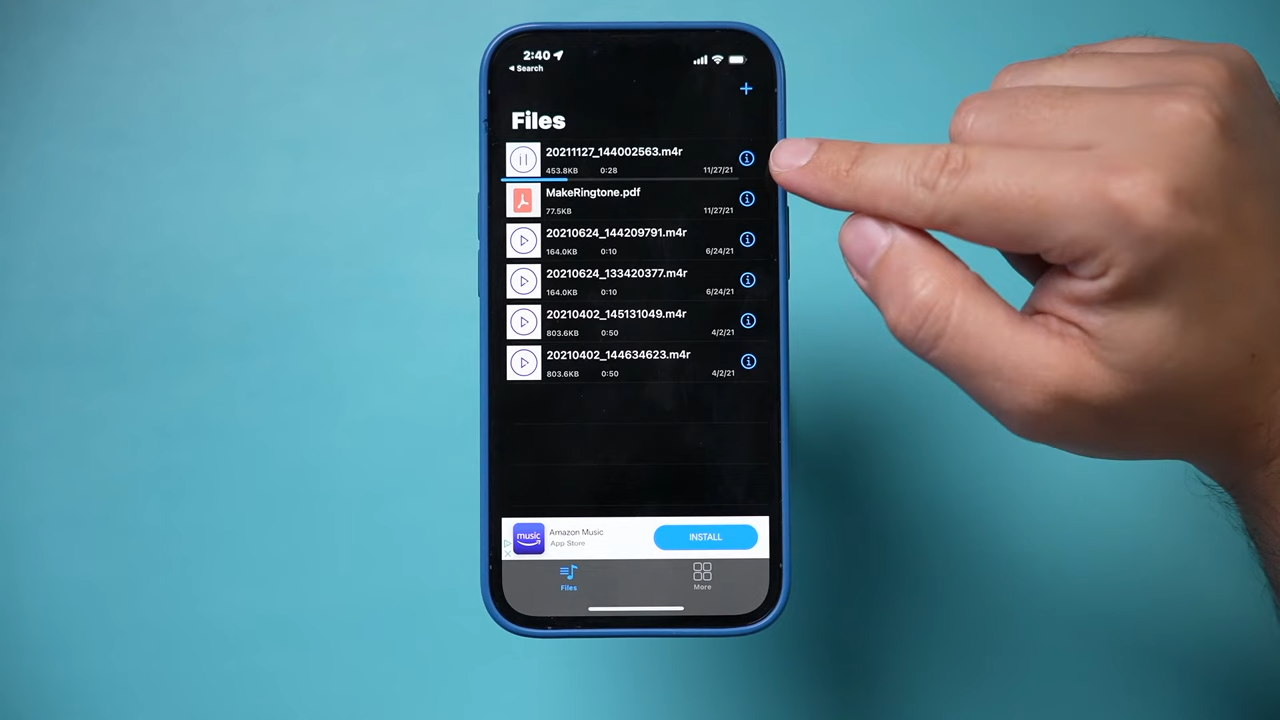 2:40
Search
Files
20211127_144002563.m4r
453.8KB 0:28 11/27/21
MakeRingtone.pdf
77.5KB 11/27/21
20210624_144209791.m4r
164.0KB 0:10 6/24/21
20210624_133420377.m4r
164.0KB 0:10 6/24/21
20210402_145131049.m4r
803.6KB 0:50 4/2/21
20210402_144634623.m4r
803.6KB 0:50 4/2/21
music
Amazon Music
App Store
INSTALL
Files
More